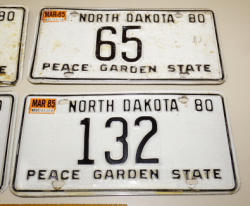 MAR 85
NORTH DAKOTA 80
65
PEACE GARDEN STATE
MAR 85
NORTH DAKOTA 80
132
PEACE GARDEN STATE